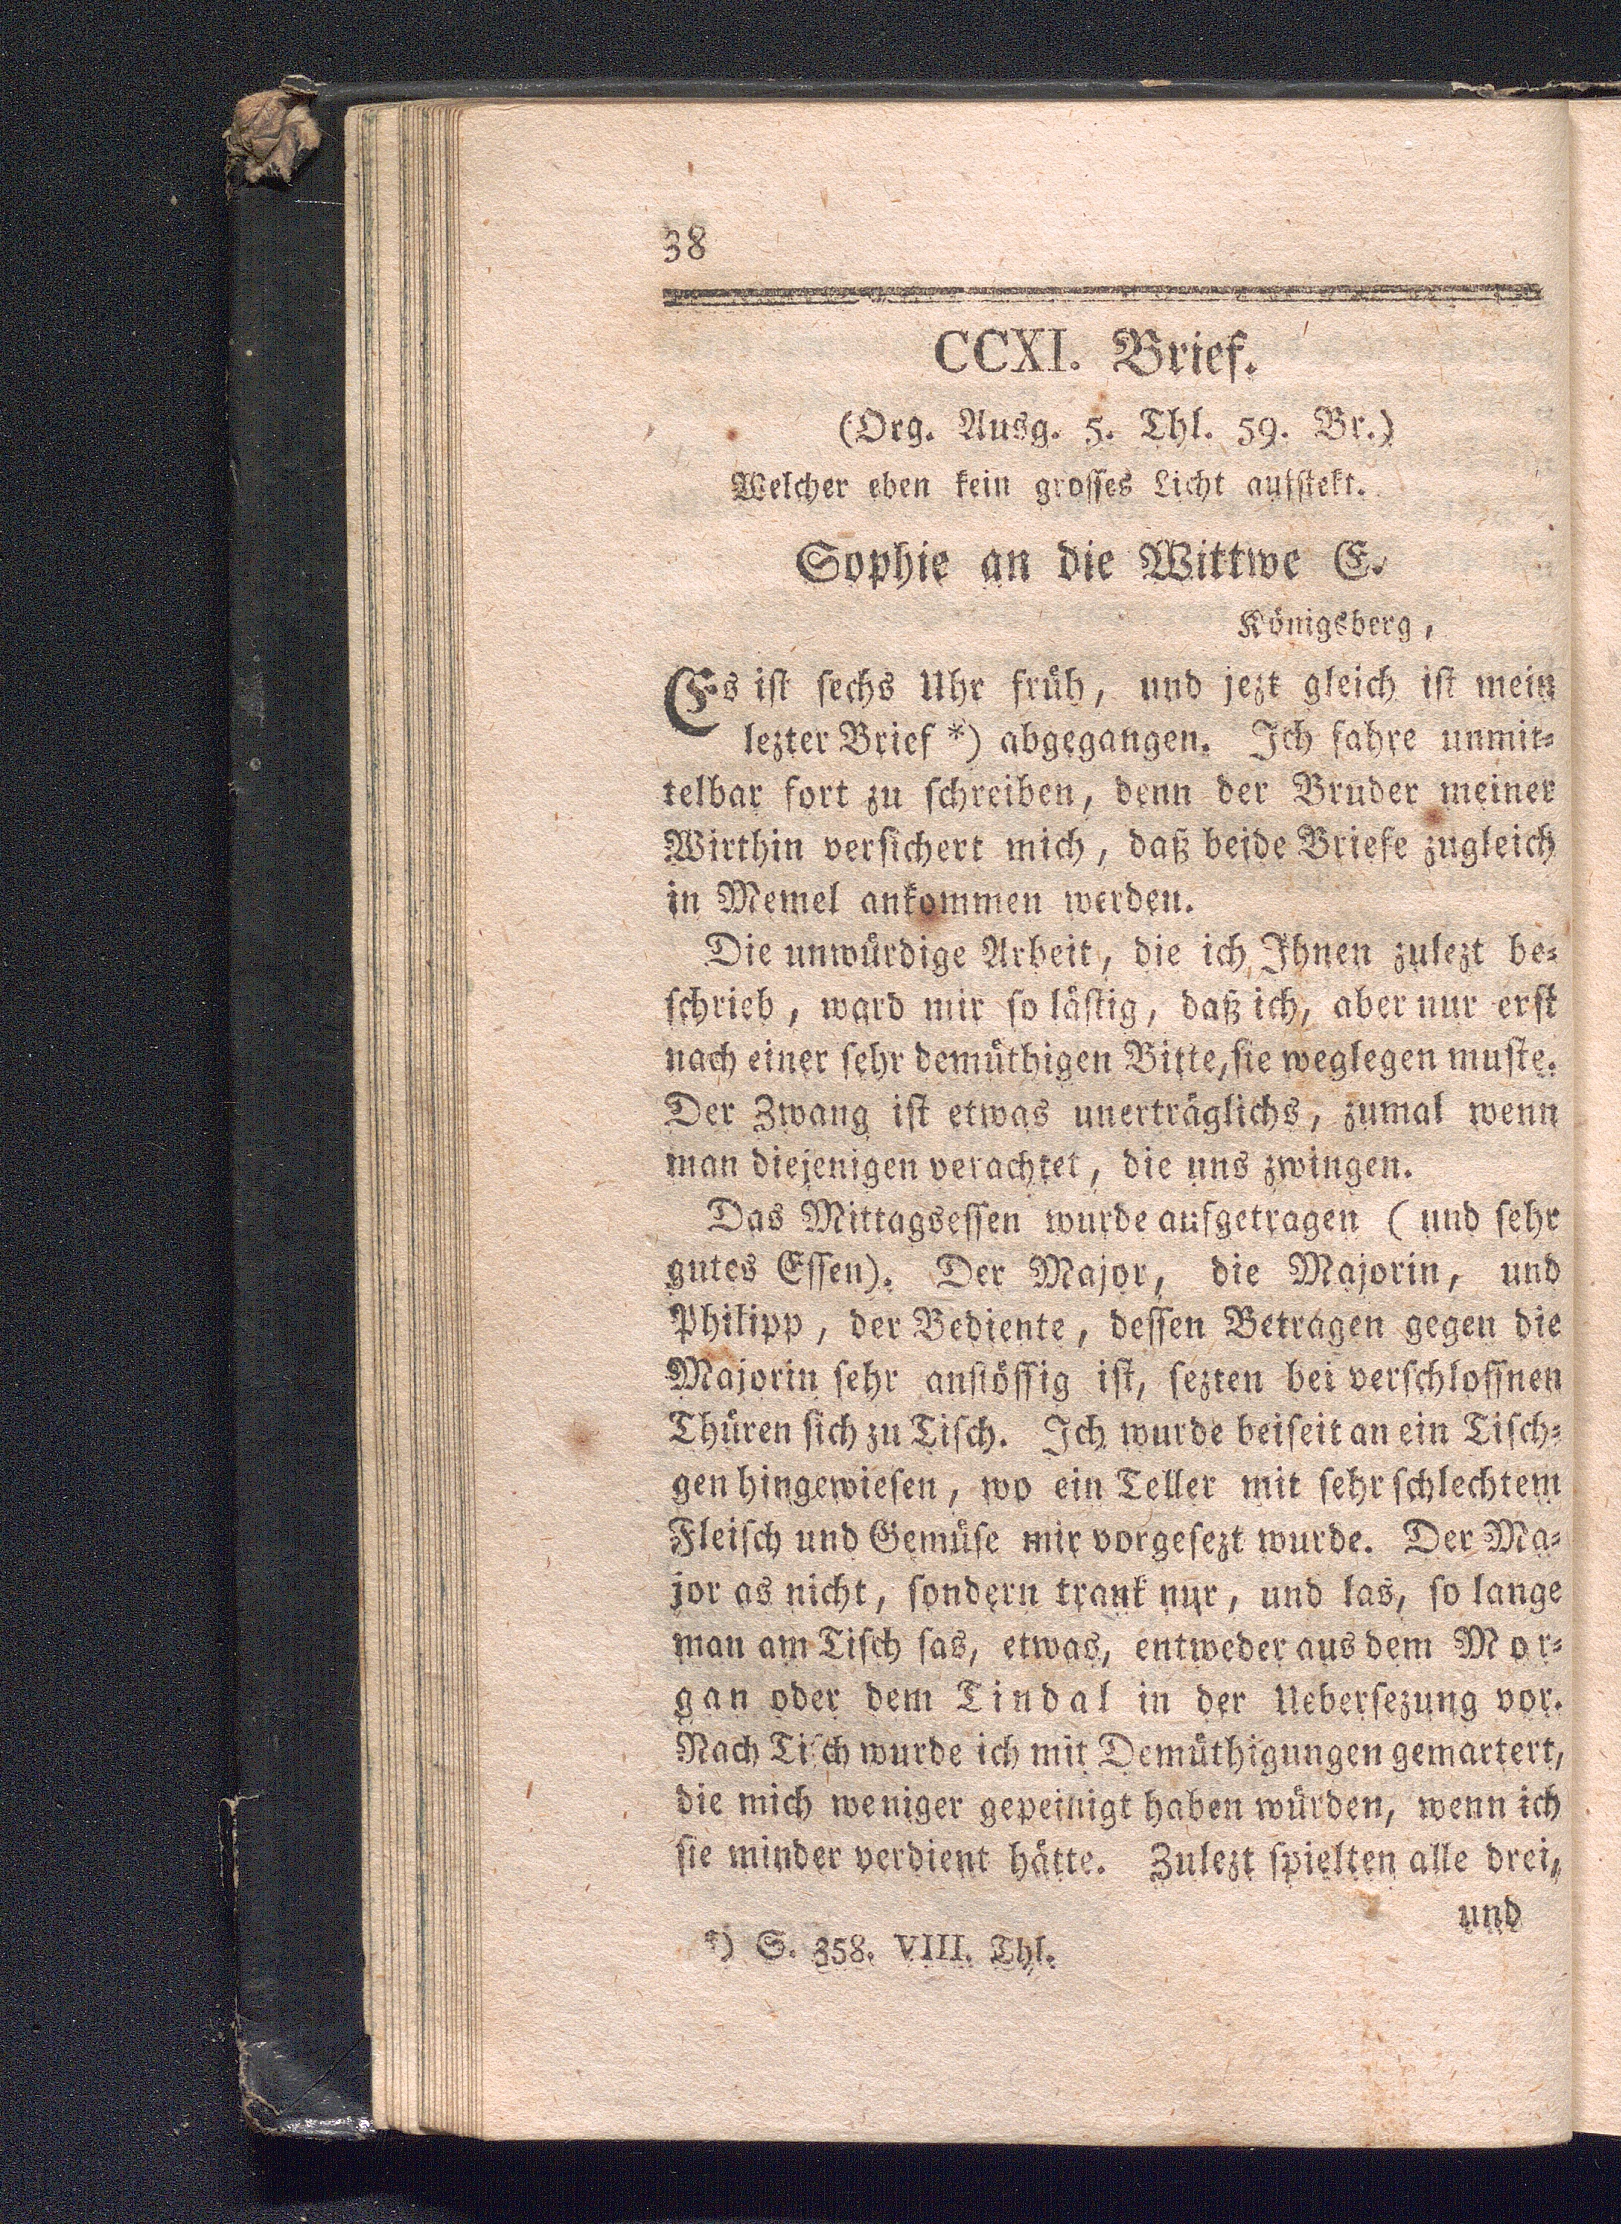 38
CCXI. Brief.
(Org. Ausg. 5. Thl. 59. Br.)
Welcher eben kein grosses Licht aufstekt.
Sophie an die Wittwe E.
Königsberg,
Es ist sechs Uhr früh, und jezt gleich ist mein
lezter Brief *) abgegangen. Ich fahre unmit-
telbar fort zu schreiben, denn der Bruder meiner
Wirthin versichert mich, daß beide Briefe zugleich
in Memel ankommen werden.
Die unwürdige Arbeit, die ich Ihnen zulezt be-
schrieb, ward mir so lästig, daß ich, aber nur erst
nach einer sehr demüthigen Bitte, sie weglegen muste.
Der Zwang ist etwas unerträglichs, zumal wenn
man diejenigen verachtet, die uns zwingen.
Das Mittagsessen wurde aufgetragen (und sehr
gutes Essen). Der Major, die Majorin, und
Philipp, der Bediente, dessen Betragen gegen die
Majorin sehr anstössig ist, sezten bei verschlossnen
Thüren sich zu Tisch. Ich wurde beiseit an ein Tisch-
gen hingewiesen, wo ein Teller mit sehr schlechtem
Fleisch und Gemüse mir vorgesezt wurde. Der Ma-
jor as nicht, sondern trank nur, und las, so lange
man am Tisch sas, etwas, entweder aus dem Mor-
gan oder dem Tindal in der Uebersezung vor.
Nach Tisch wurde ich mit Demüthigungen gemartert,
die mich weniger gepeinigt haben würden, wenn ich
sie minder verdient hätte. Zulezt spielten alle drei,
und
*) S. 358. VIII. Thl.